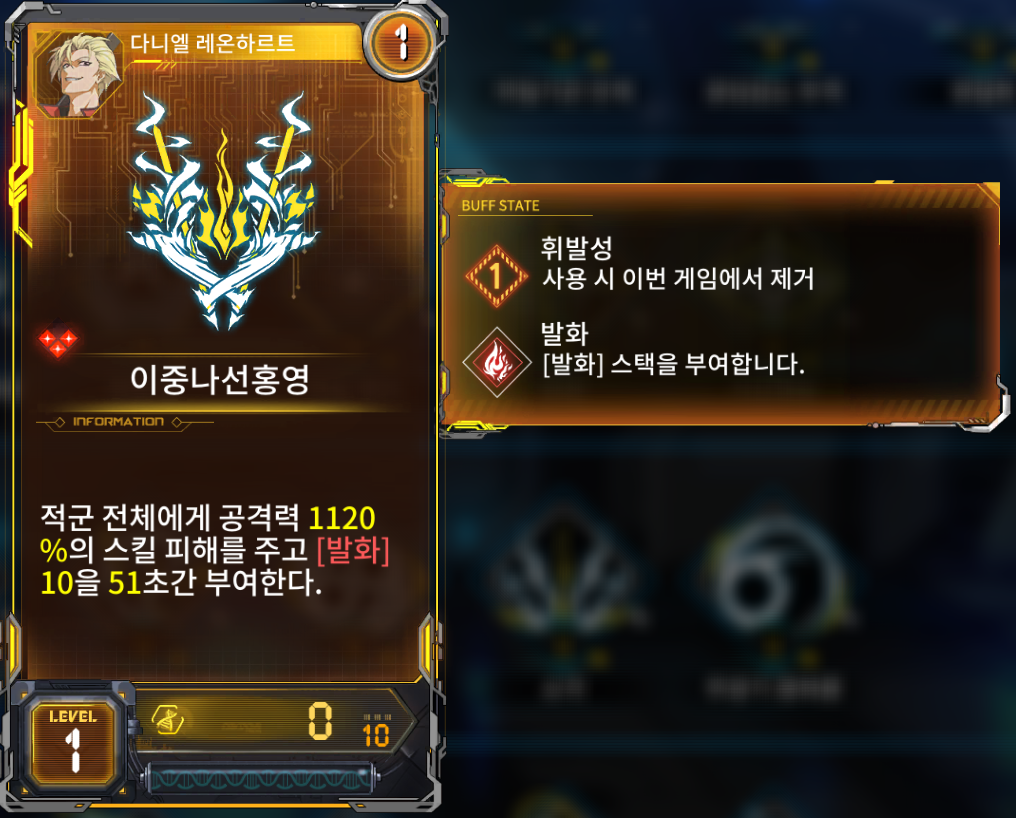 다니엘 레온하르트
1
이중나선홍영
INFORMATION
적군 전체에게 공격력 1120
%의 스킬 피해를 주고 [발화]
10을 51초간 부여한다.
LEVEL
1
0
10
BUFF STATE
1
휘발성
사용 시 이번 게임에서 제거
발화
[발화] 스택을 부여합니다.